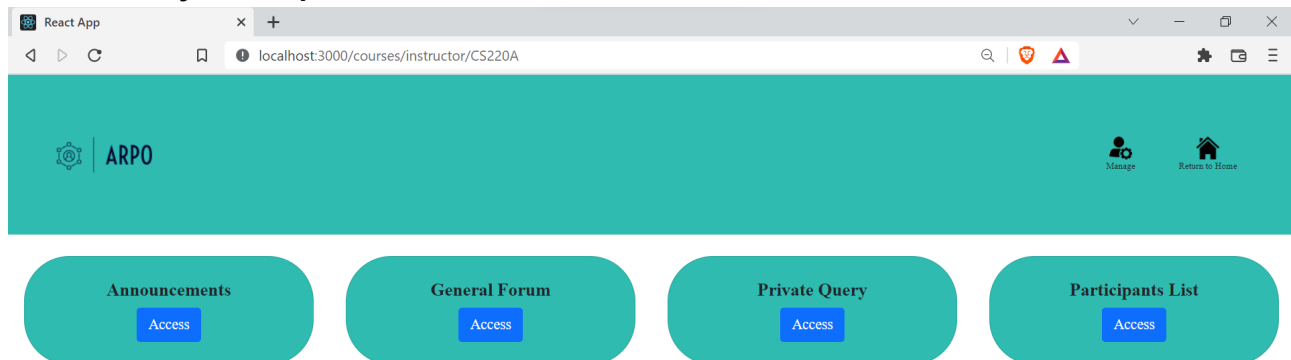 React App
localhost:3000/courses/instructor/CS220A
ARPO
Manage
Return to Home
Announcements
General Forum
Private Query
Participants List
Access
Access
Access
Access